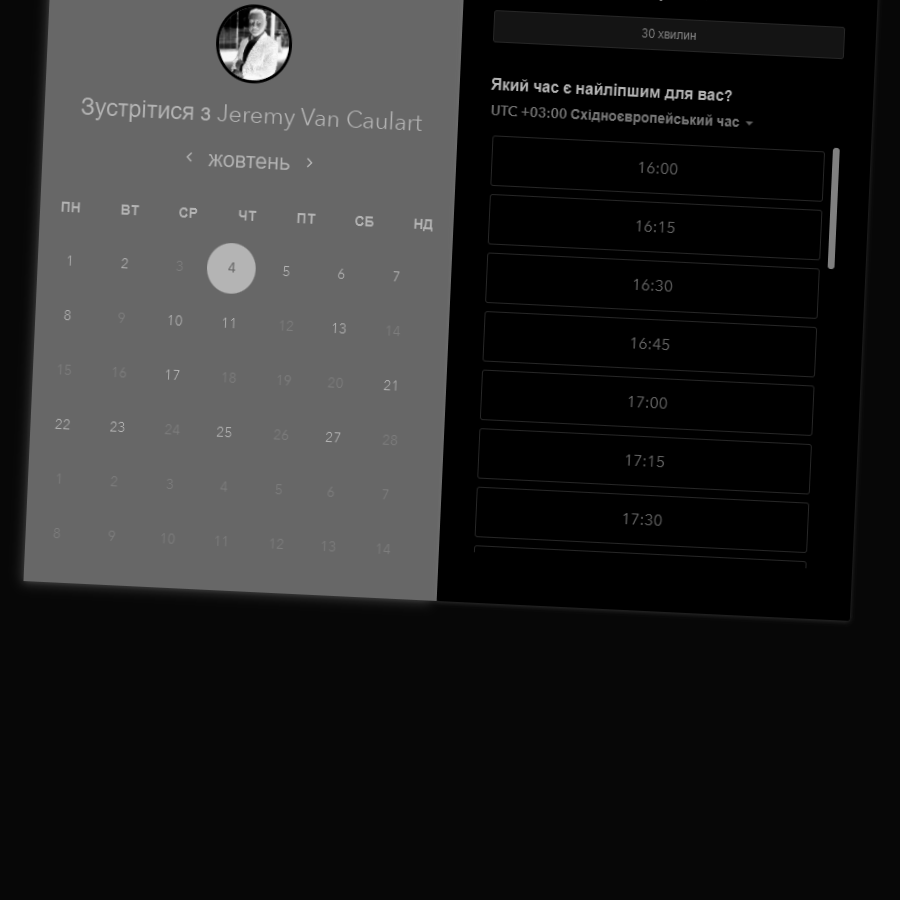 Зустрітися з Jeremy Van Caulart
‹ жовтень ›
ПН ВТ СР ЧТ ПТ СБ НД
1 2 3 4 5 6 7
8 9 10 11 12 13 14
15 16 17 18 19 20 21
22 23 24 25 26 27 28
1 2 3 4 5 6 7
8 9 10 11 12 13 14
30 хвилин
Який час є найліпшим для вас?
UTC +03:00 Східноєвропейський час
16:00
16:15
16:30
16:45
17:00
17:15
17:30